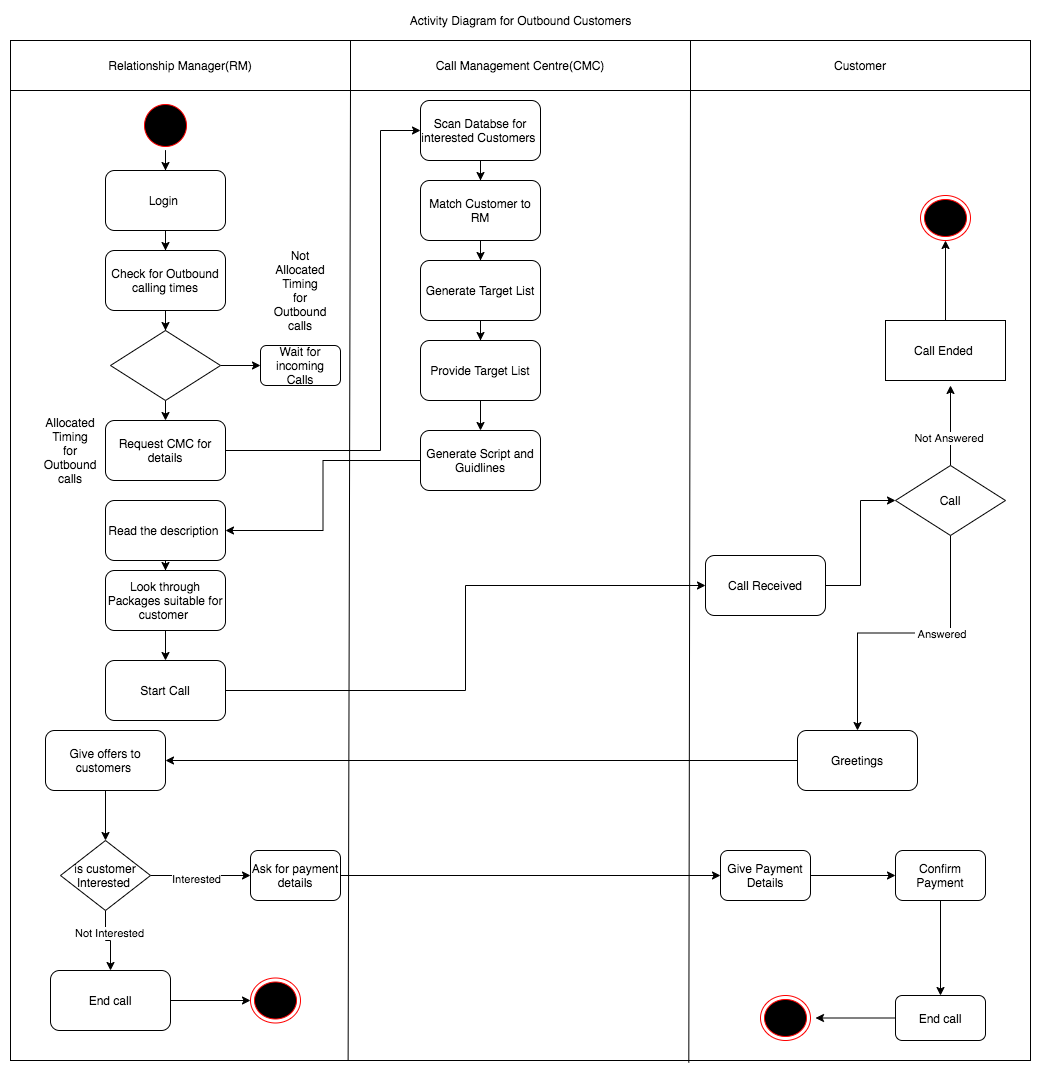 Activity Diagram for Outbound Customers
Relationship Manager(RM)
Call Management Centre(CMC)
Customer
Login
Check for Outbound
calling times
Not
Allocated
Timing
for
Outbound
calls
Wait for
incoming
Calls
Allocated
Timing
for
Outbound
calls
Request CMC for
details
Scan Databse for
interested Customers
Match Customer to
RM
Generate Target List
Provide Target List
Generate Script and
Guidlines
Read the description
Look through
Packages suitable for
customer
Start Call
Call Received
Call
Not Answered
Call Ended
Answered
Greetings
Give offers to
customers
is customer
Interested
Interested
Ask for payment
details
Give Payment
Details
Confirm
Payment
Not Interested
End call
End call